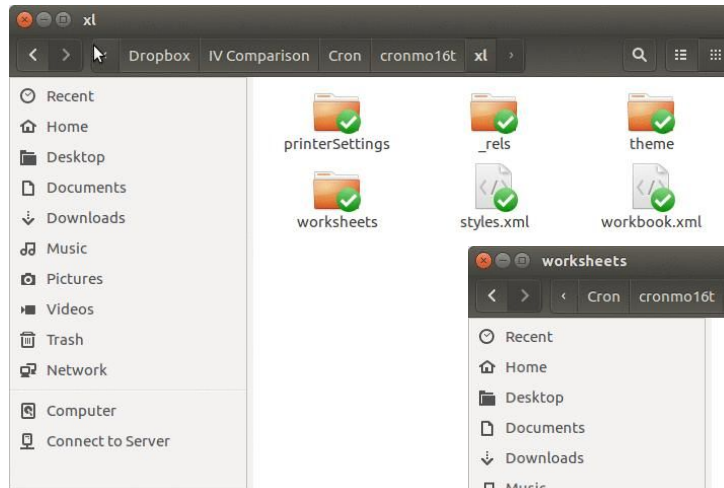 xl
Dropbox IV Comparison Cron cronmo16t xl
Recent
Home
Desktop
Documents
Downloads
Music
Pictures
Videos
Trash
Network
Computer
Connect to Server
printerSettings _rels theme
worksheets styles.xml workbook.xml
worksheets
Cron cronmo16t
Recent
Home
Desktop
Documents
Downloads
Music